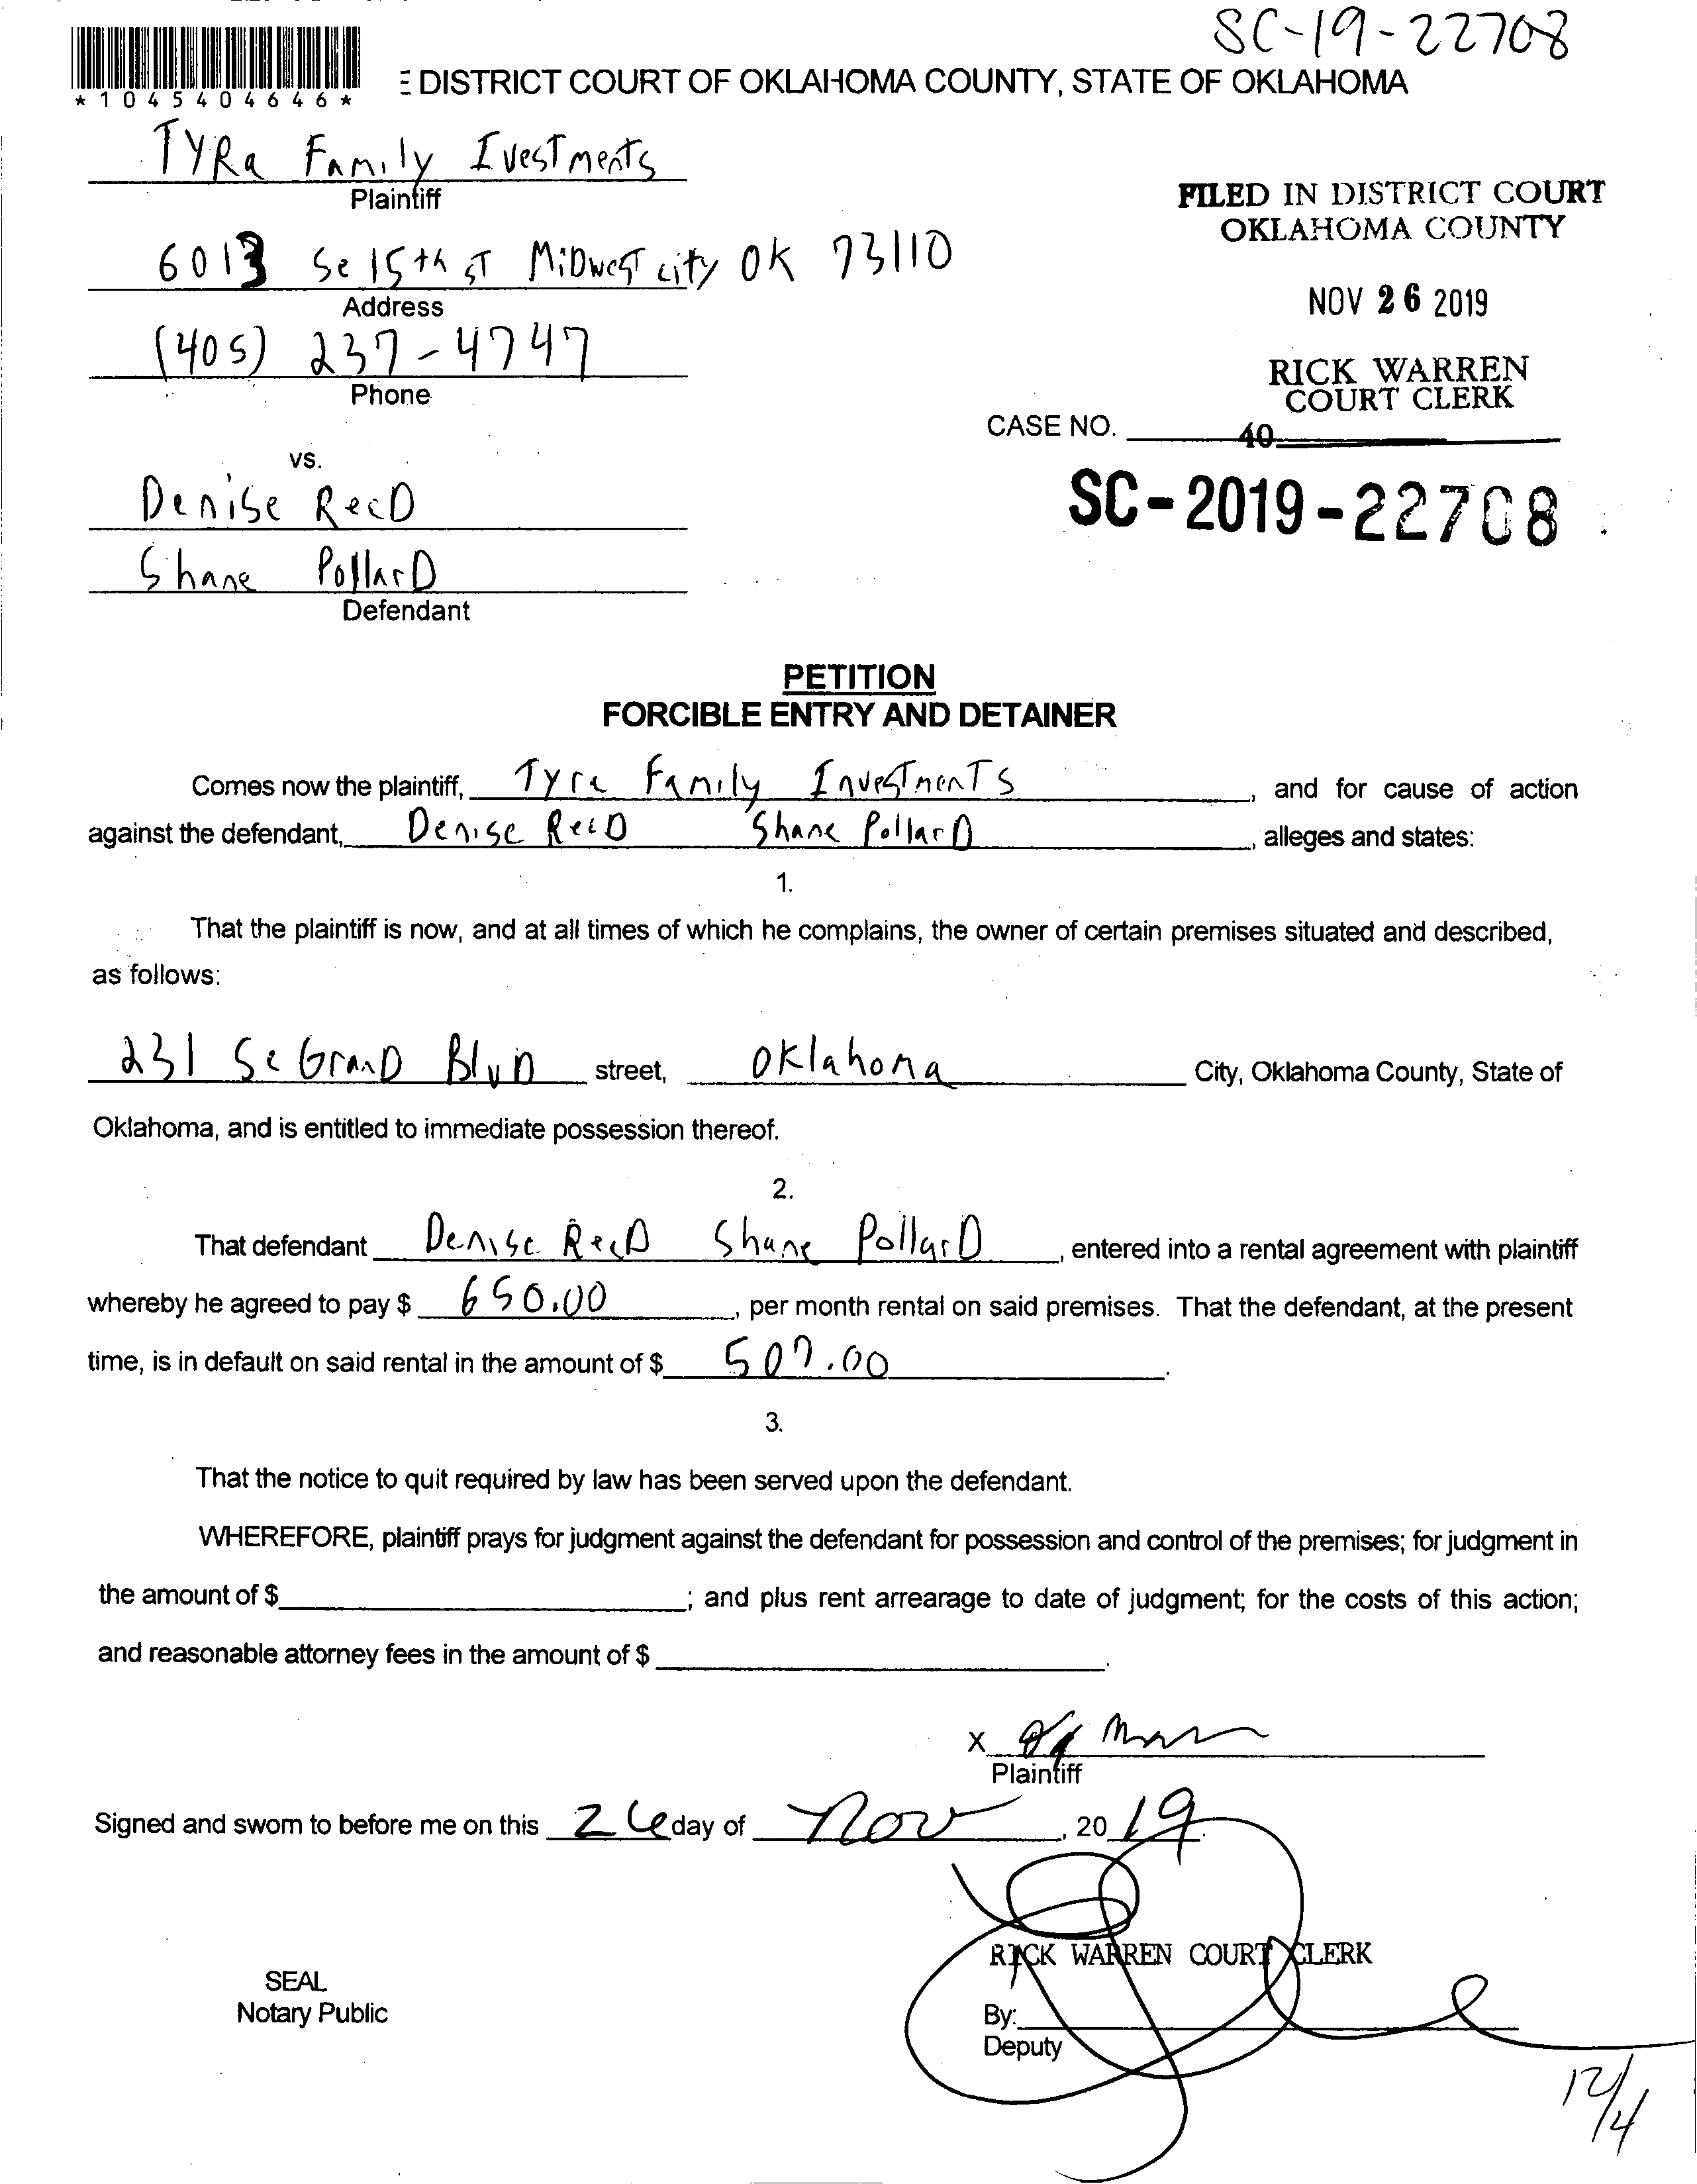 SC-19-22708
*1045404646*
DISTRICT COURT OF OKLAHOMA COUNTY, STATE OF OKLAHOMA
TYRa Family Ivestments
Plaintiff
FILED IN DISTRICT COURT
OKLAHOMA COUNTY
6013 Se 15th ST MiDwest city OK 73110
Address
NOV 26 2019
(405) 237-4747
Phone
RICK WARREN
COURT CLERK
CASE NO.
40
vs.
Denise ReeD
SC-2019-22708
Shane PollarD
Defendant
PETITION
FORCIBLE ENTRY AND DETAINER
Comes now the plaintiff, Tyra Family InvestmenTs, and for cause of action
against the defendant, Denise ReeD Shane PollarD, alleges and states:
1.
That the plaintiff is now, and at all times of which he complains, the owner of certain premises situated and described,
as follows:
231 Se GranD BlvD street, Oklahoma City, Oklahoma County, State of
Oklahoma, and is entitled to immediate possession thereof.
2.
That defendant Denise ReeD Shane PollarD, entered into a rental agreement with plaintiff
whereby he agreed to pay $ 650.00, per month rental on said premises. That the defendant, at the present
time, is in default on said rental in the amount of $ 507.00.
3.
That the notice to quit required by law has been served upon the defendant.
WHEREFORE, plaintiff prays for judgment against the defendant for possession and control of the premises; for judgment in
the amount of $ ; and plus rent arrearage to date of judgment; for the costs of this action;
and reasonable attorney fees in the amount of $ .
X
Plaintiff
Signed and sworn to before me on this 26 day of Nov, 20 19.
RICK WARREN COURT CLERK
SEAL
Notary Public
By:
Deputy
12/4